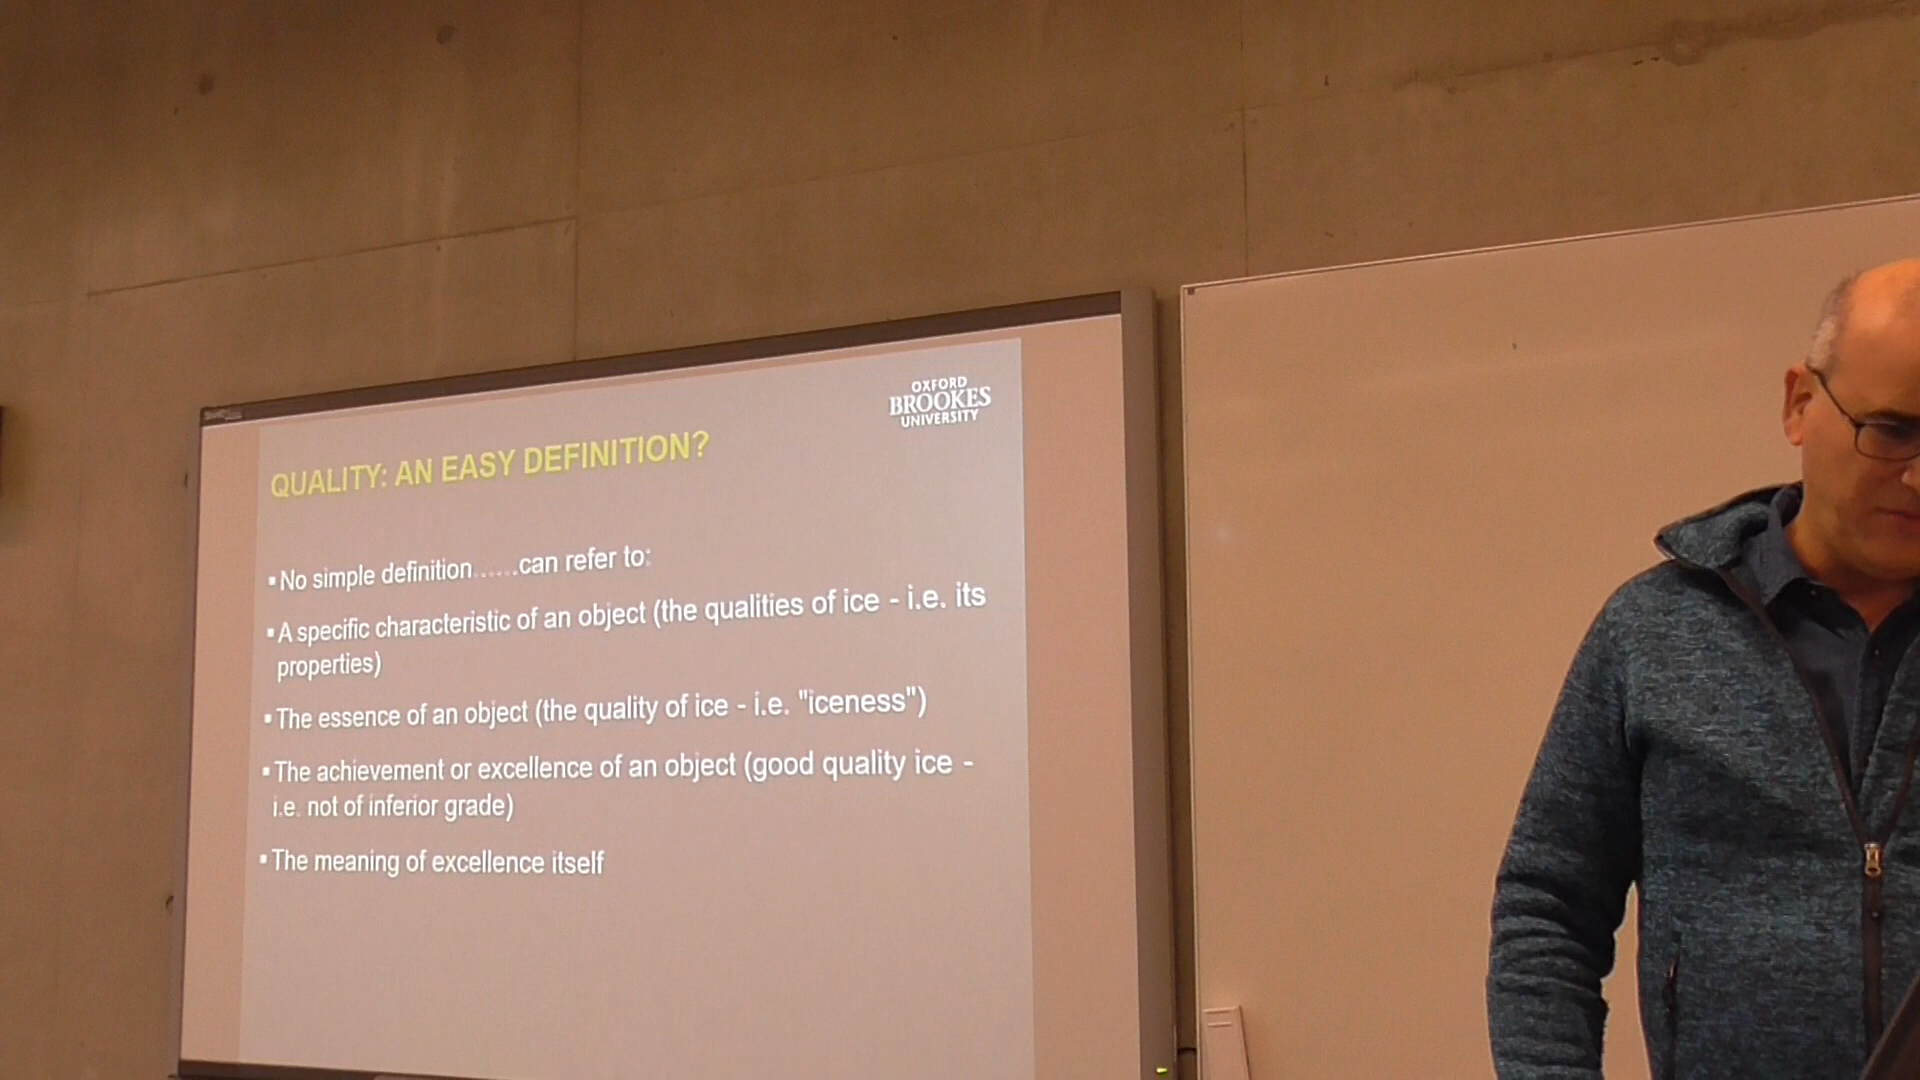 OXFORD
BROOKES
UNIVERSITY
QUALITY: AN EASY DEFINITION?
▪ No simple definition......can refer to:
▪ A specific characteristic of an object (the qualities of ice - i.e. its
properties)
▪ The essence of an object (the quality of ice - i.e. "iceness")
▪ The achievement or excellence of an object (good quality ice -
i.e. not of inferior grade)
▪ The meaning of excellence itself